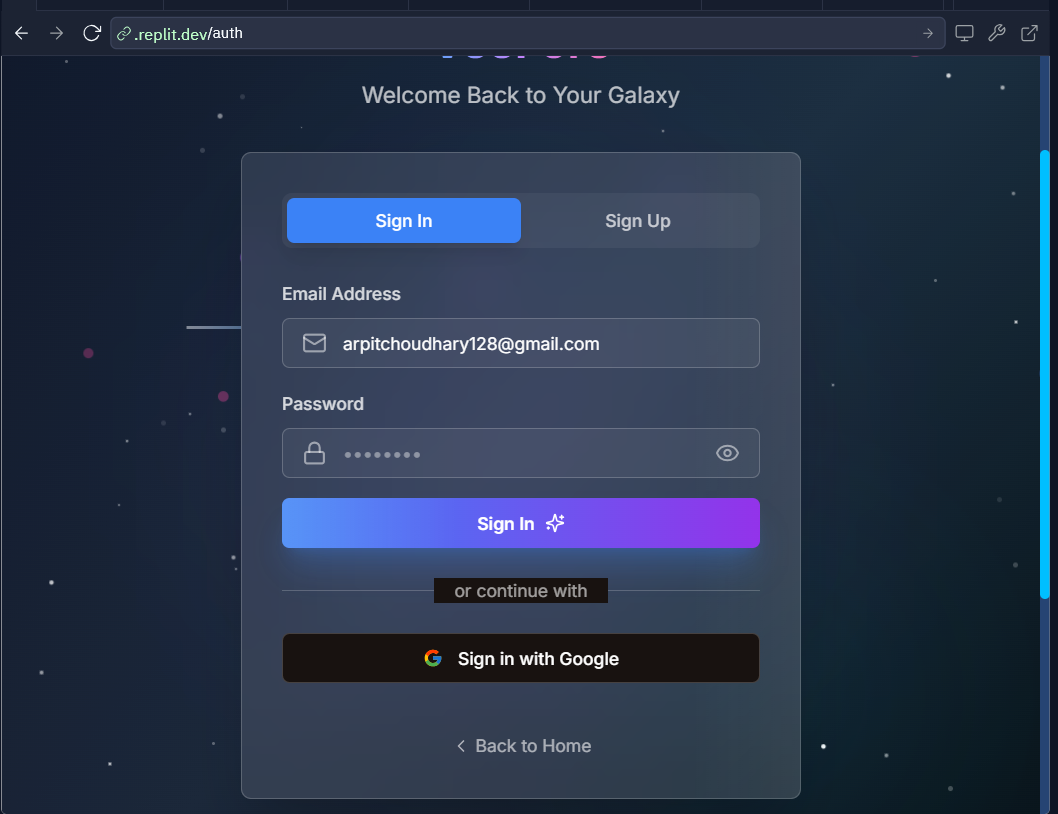 .replit.dev/auth
Welcome Back to Your Galaxy
Sign In
Sign Up
Email Address
arpitchoudhary128@gmail.com
Password
Sign In
or continue with
Sign in with Google
Back to Home